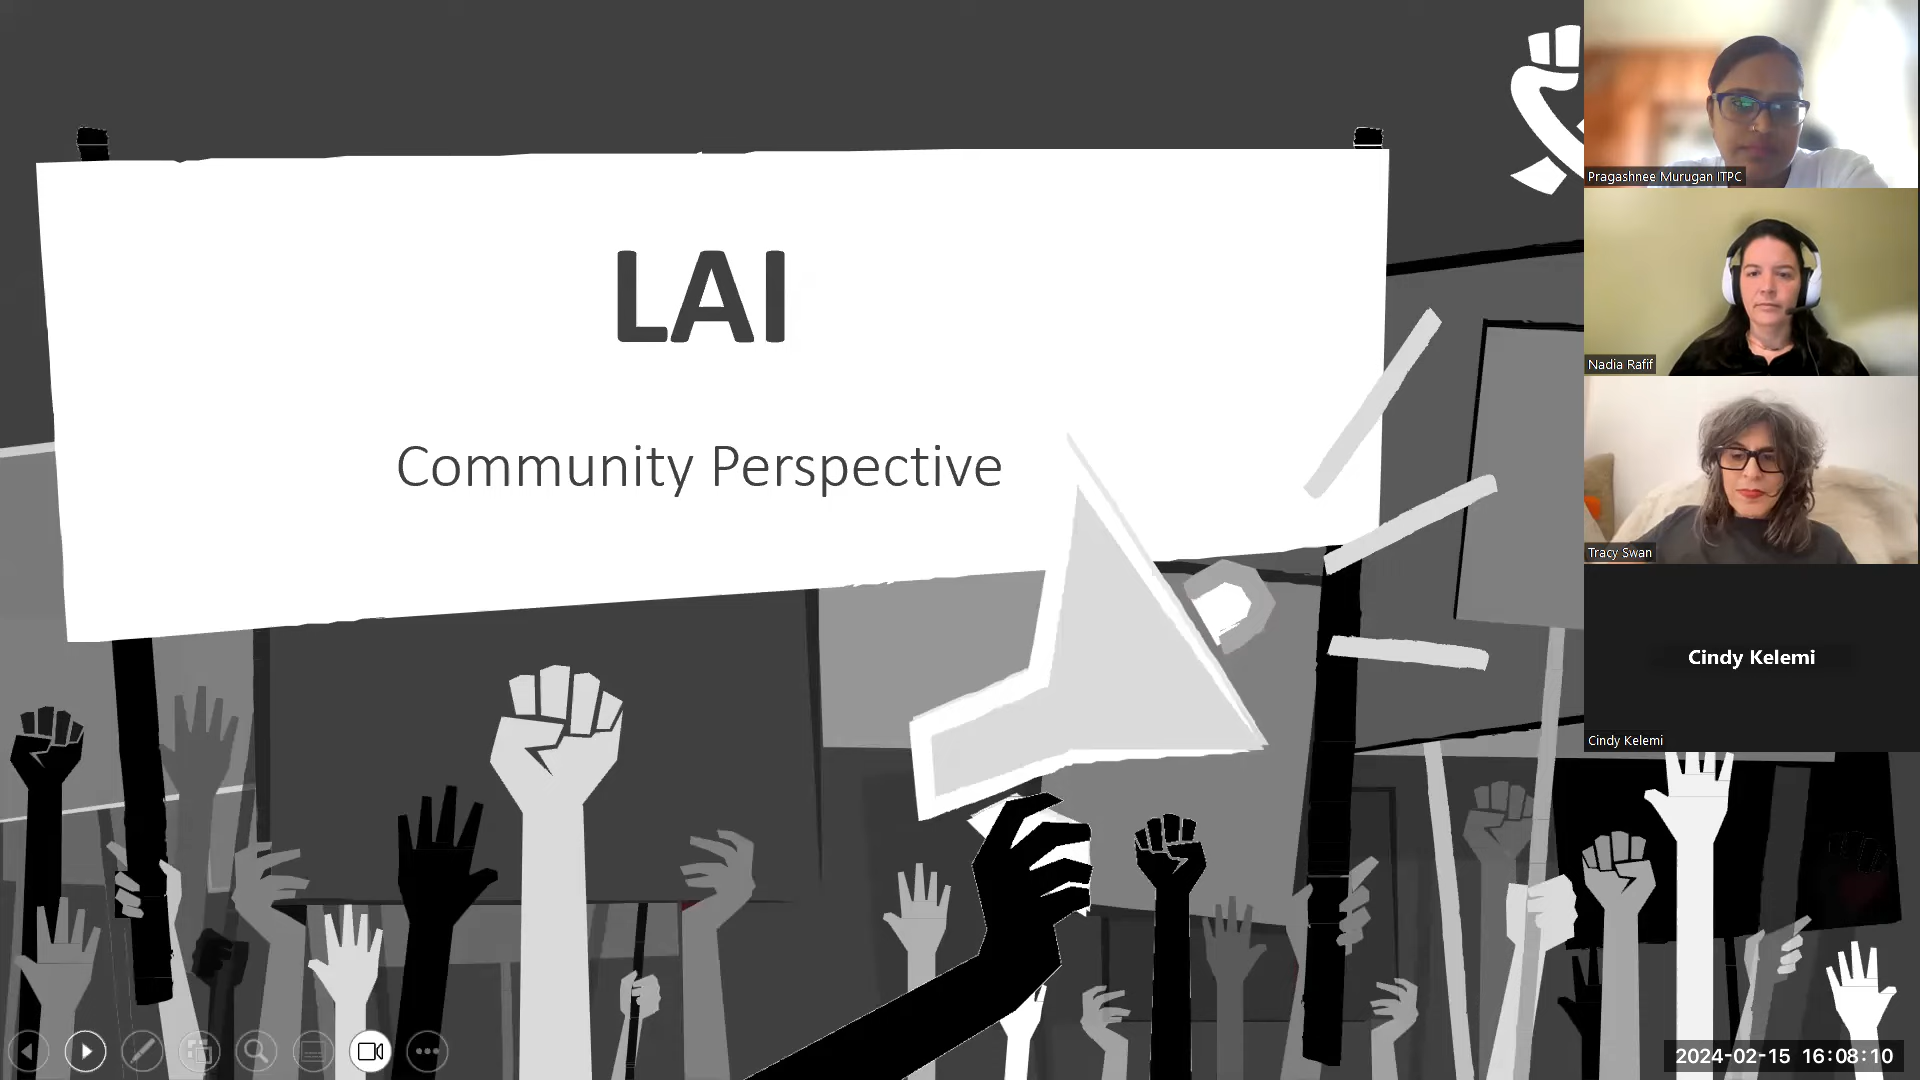 LAI
Community Perspective
Pragashnee Murugan ITPC
Nadia Rafif
Tracy Swan
Cindy Kelemi
Cindy Kelemi
2024-02-15 16:08:10